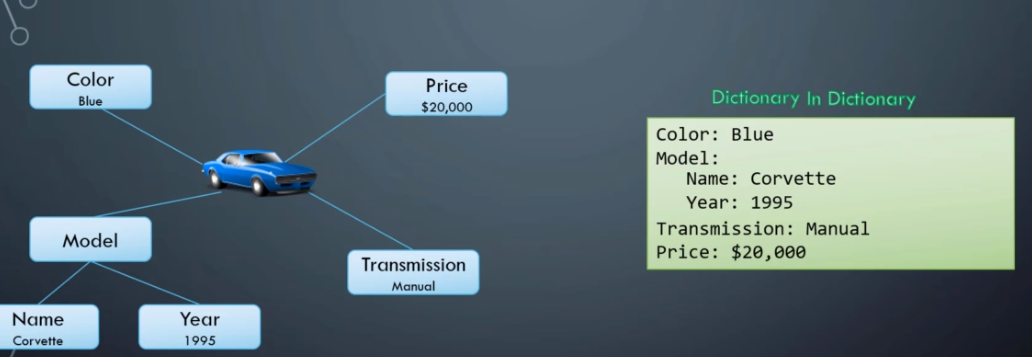 Color
Blue
Price
$20,000
Model
Name
Corvette
Year
1995
Transmission
Manual
Dictionary In Dictionary
Color: Blue
Model:
Name: Corvette
Year: 1995
Transmission: Manual
Price: $20,000